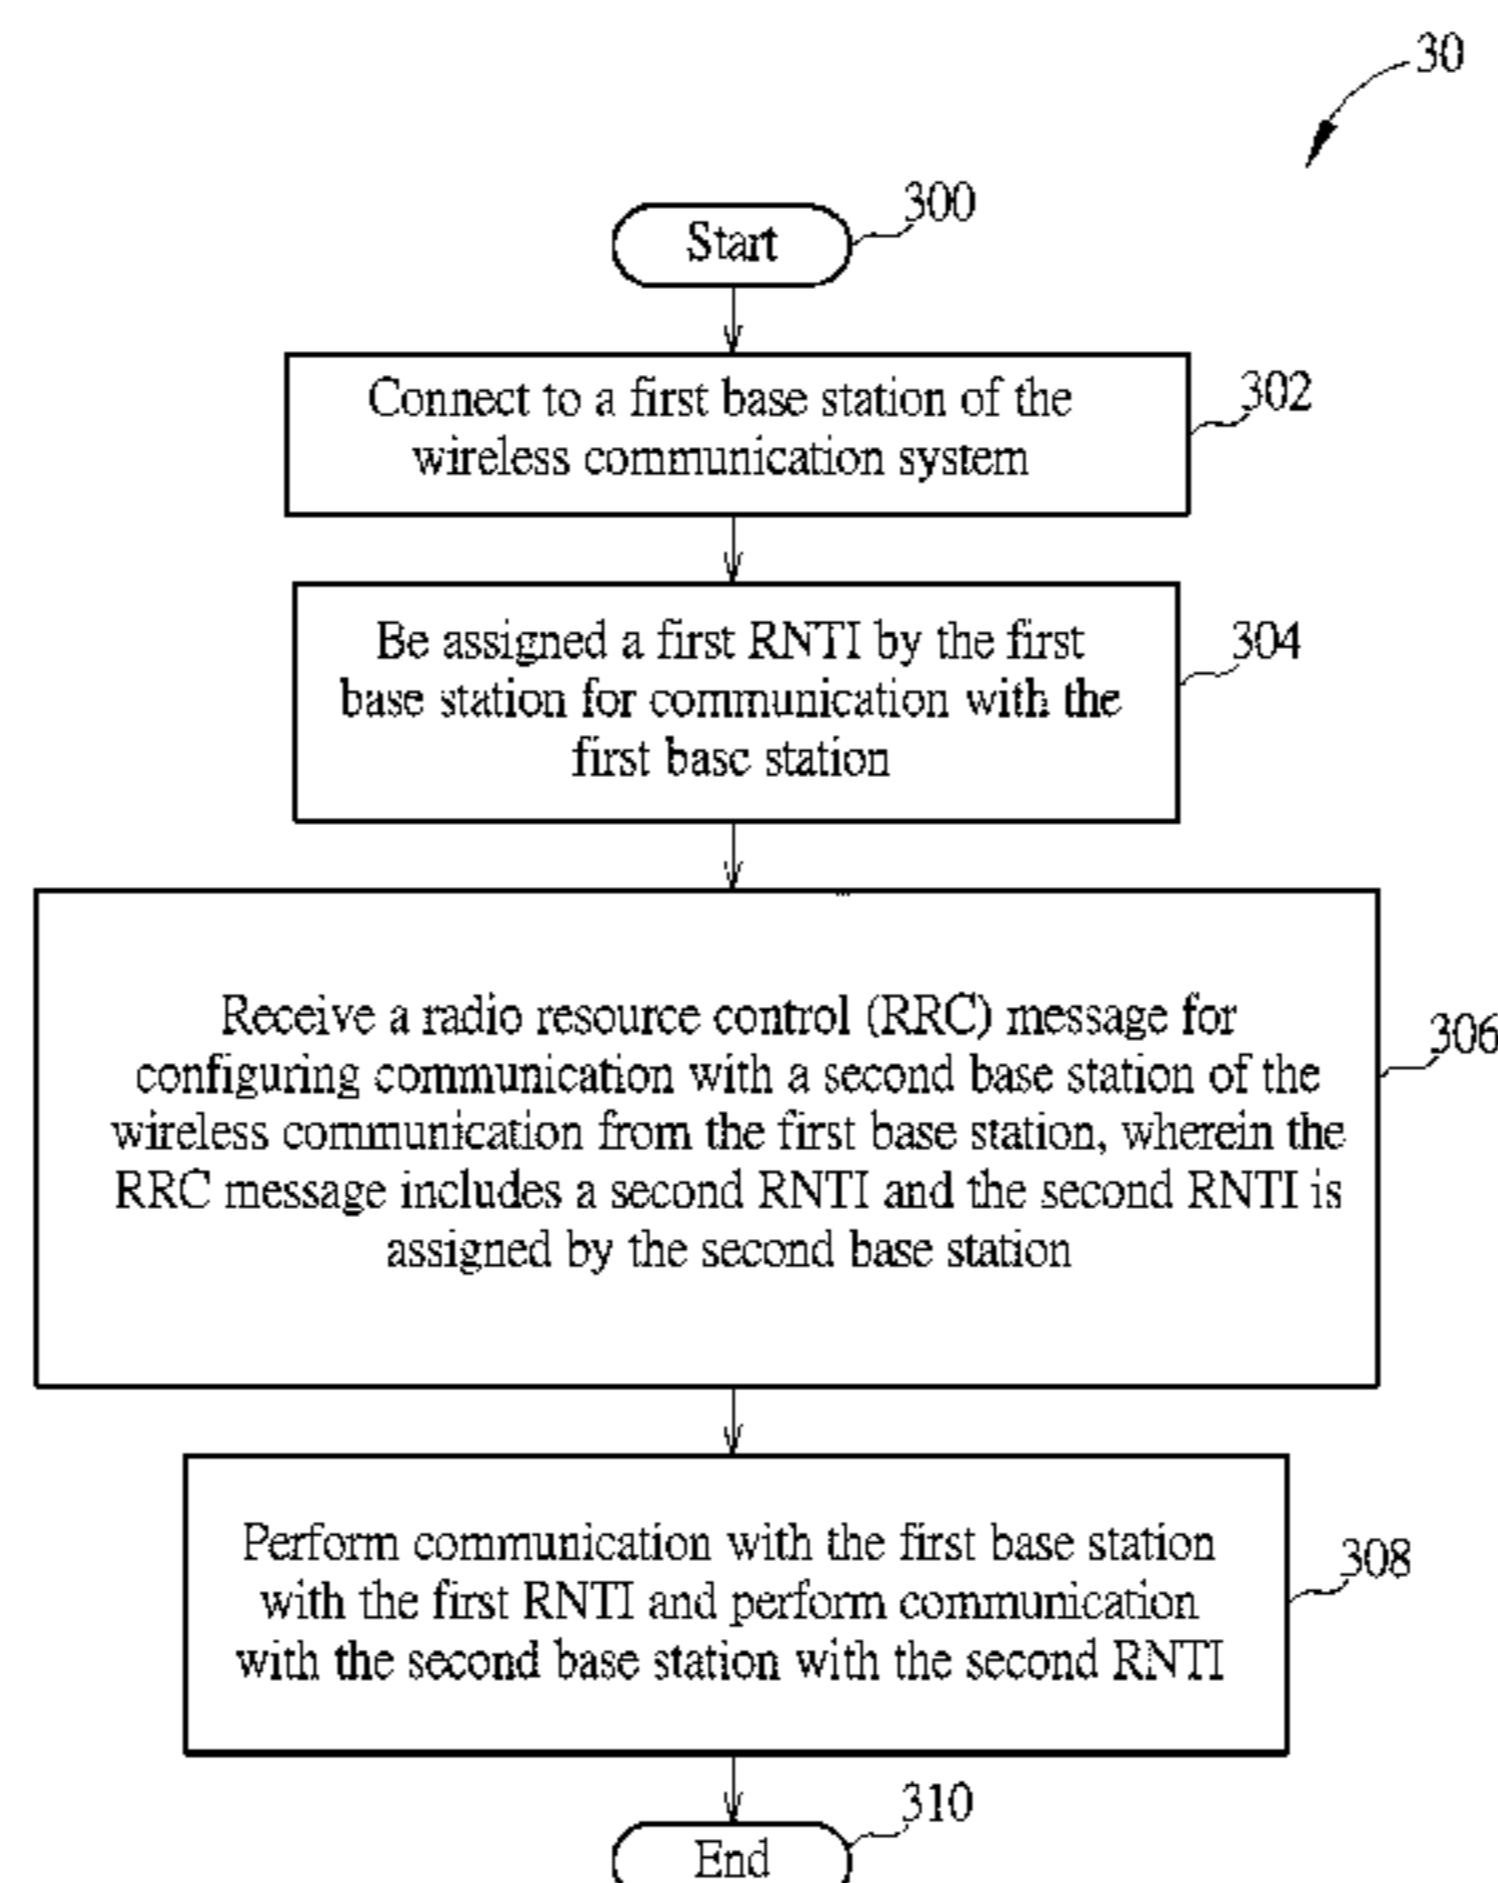 30
300
Start
302
Connect to a first base station of the
wireless communication system
304
Be assigned a first RNTI by the first
base station for communication with the
first base station
306
Receive a radio resource control (RRC) message for
configuring communication with a second base station of the
wireless communication from the first base station, wherein the
RRC message includes a second RNTI and the second RNTI is
assigned by the second base station
308
Perform communication with the first base station
with the first RNTI and perform communication
with the second base station with the second RNTI
310
End